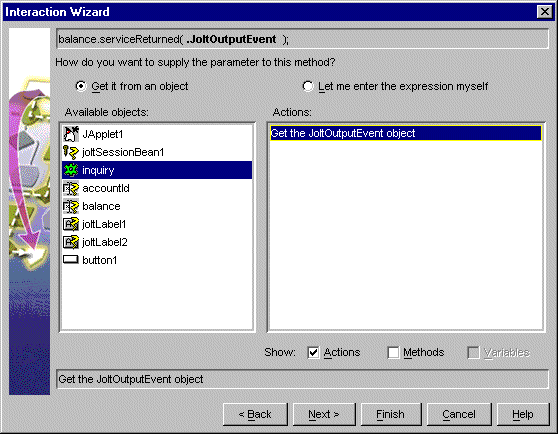 Interaction Wizard
balance.serviceReturned( .JoltOutputEvent );
How do you want to supply the parameter to this method?
Get it from an object
Let me enter the expression myself
Available objects:
Actions:
JApplet1
joltSessionBean1
inquiry
accountId
balance
joltLabel1
joltLabel2
button1
Get the JoltOutputEvent object
Show:
Actions
Methods
Variables
Get the JoltOutputEvent object
< Back
Next >
Finish
Cancel
Help